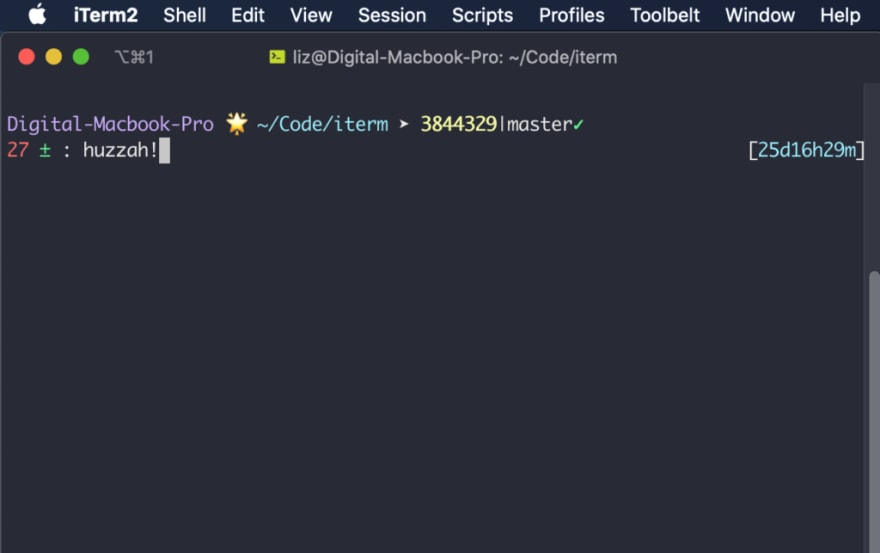 iTerm2 Shell Edit View Session Scripts Profiles Toolbelt Window Help
⌥⌘1 liz@Digital-Macbook-Pro: ~/Code/iterm
Digital-Macbook-Pro 🌟 ~/Code/iterm ➤ 3844329|master✓
27 ± : huzzah! [25d16h29m]